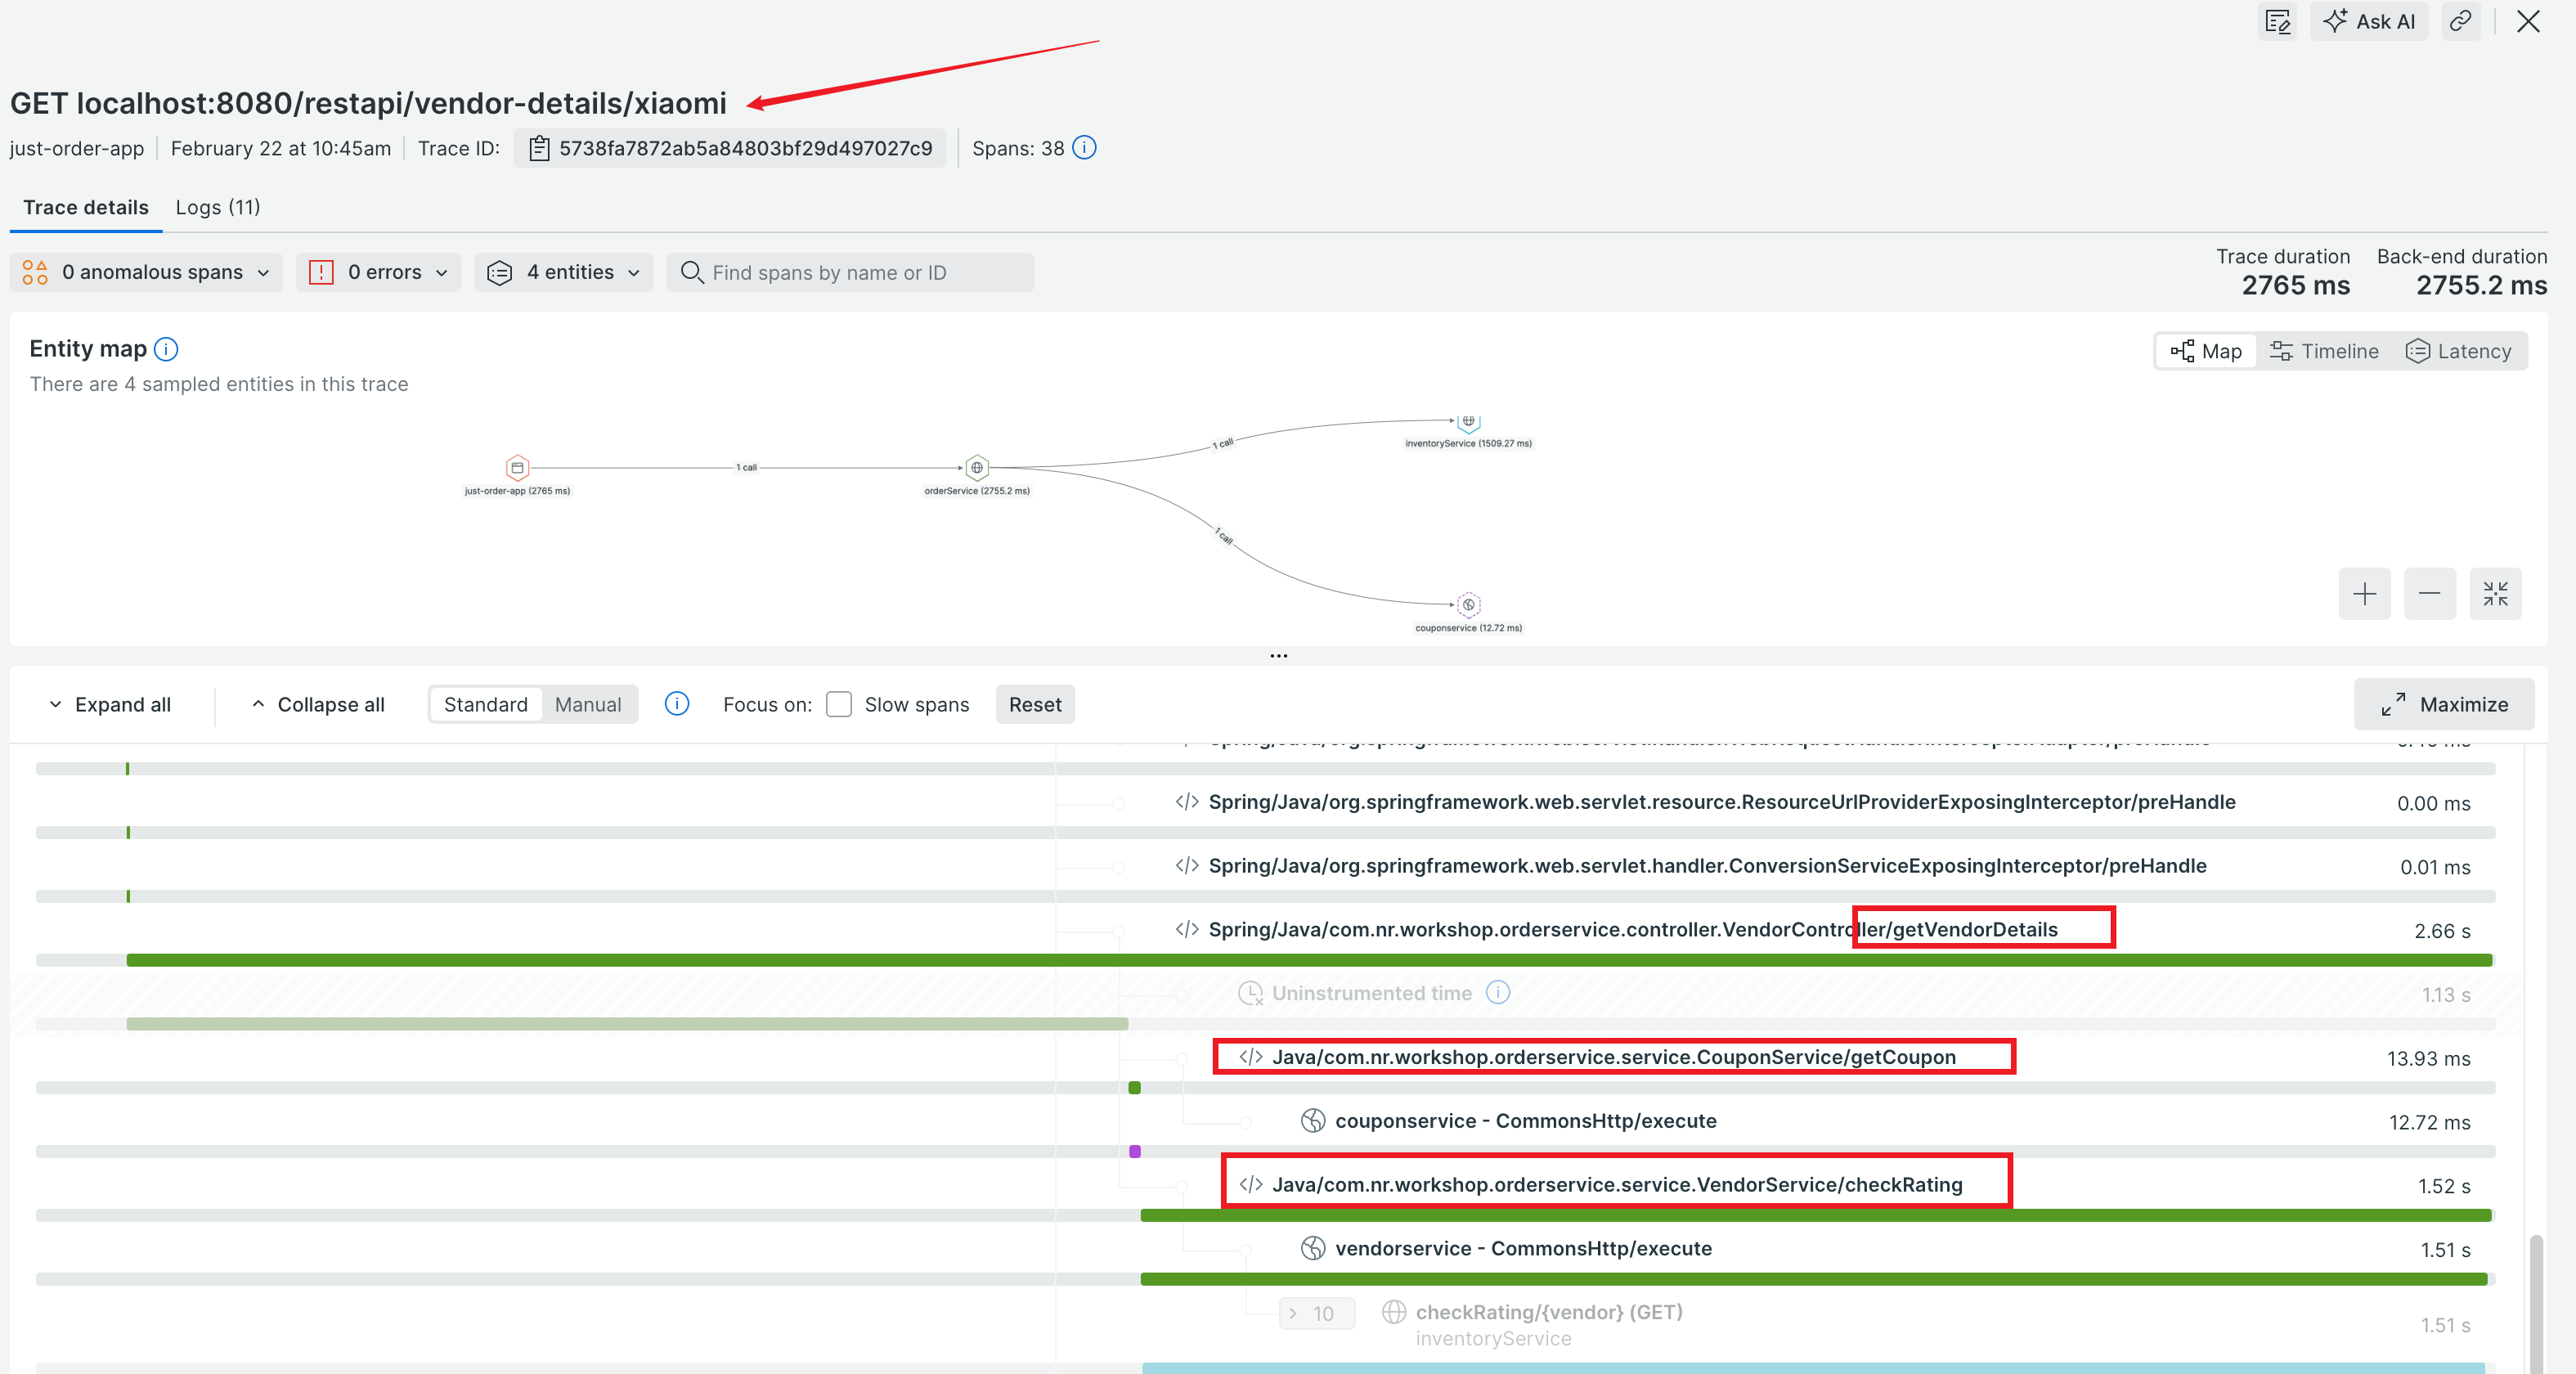 Ask AI
GET localhost:8080/restapi/vendor-details/xiaomi
just-order-app February 22 at 10:45am Trace ID: 5738fa7872ab5a84803bf29d497027c9 Spans: 38
Trace details Logs (11)
0 anomalous spans 0 errors 4 entities Find spans by name or ID
Trace duration Back-end duration
2765 ms 2755.2 ms
Entity map
Map Timeline Latency
There are 4 sampled entities in this trace
1 call
inventoryService (1509.27 ms)
1 call
just-order-app (2765 ms)
orderService (2755.2 ms)
1 call
couponservice (12.72 ms)
Expand all Collapse all Standard Manual Focus on: Slow spans Reset Maximize
Spring/Java/org.springframework.web.servlet.resource.ResourceUrlProviderExposingInterceptor/preHandle 0.00 ms
Spring/Java/org.springframework.web.servlet.handler.ConversionServiceExposingInterceptor/preHandle 0.01 ms
Spring/Java/com.nr.workshop.orderservice.controller.VendorController/getVendorDetails 2.66 s
Uninstrumented time 1.13 s
Java/com.nr.workshop.orderservice.service.CouponService/getCoupon 13.93 ms
couponservice - CommonsHttp/execute 12.72 ms
Java/com.nr.workshop.orderservice.service.VendorService/checkRating 1.52 s
vendorservice - CommonsHttp/execute 1.51 s
10 checkRating/{vendor} (GET) 1.51 s
inventoryService